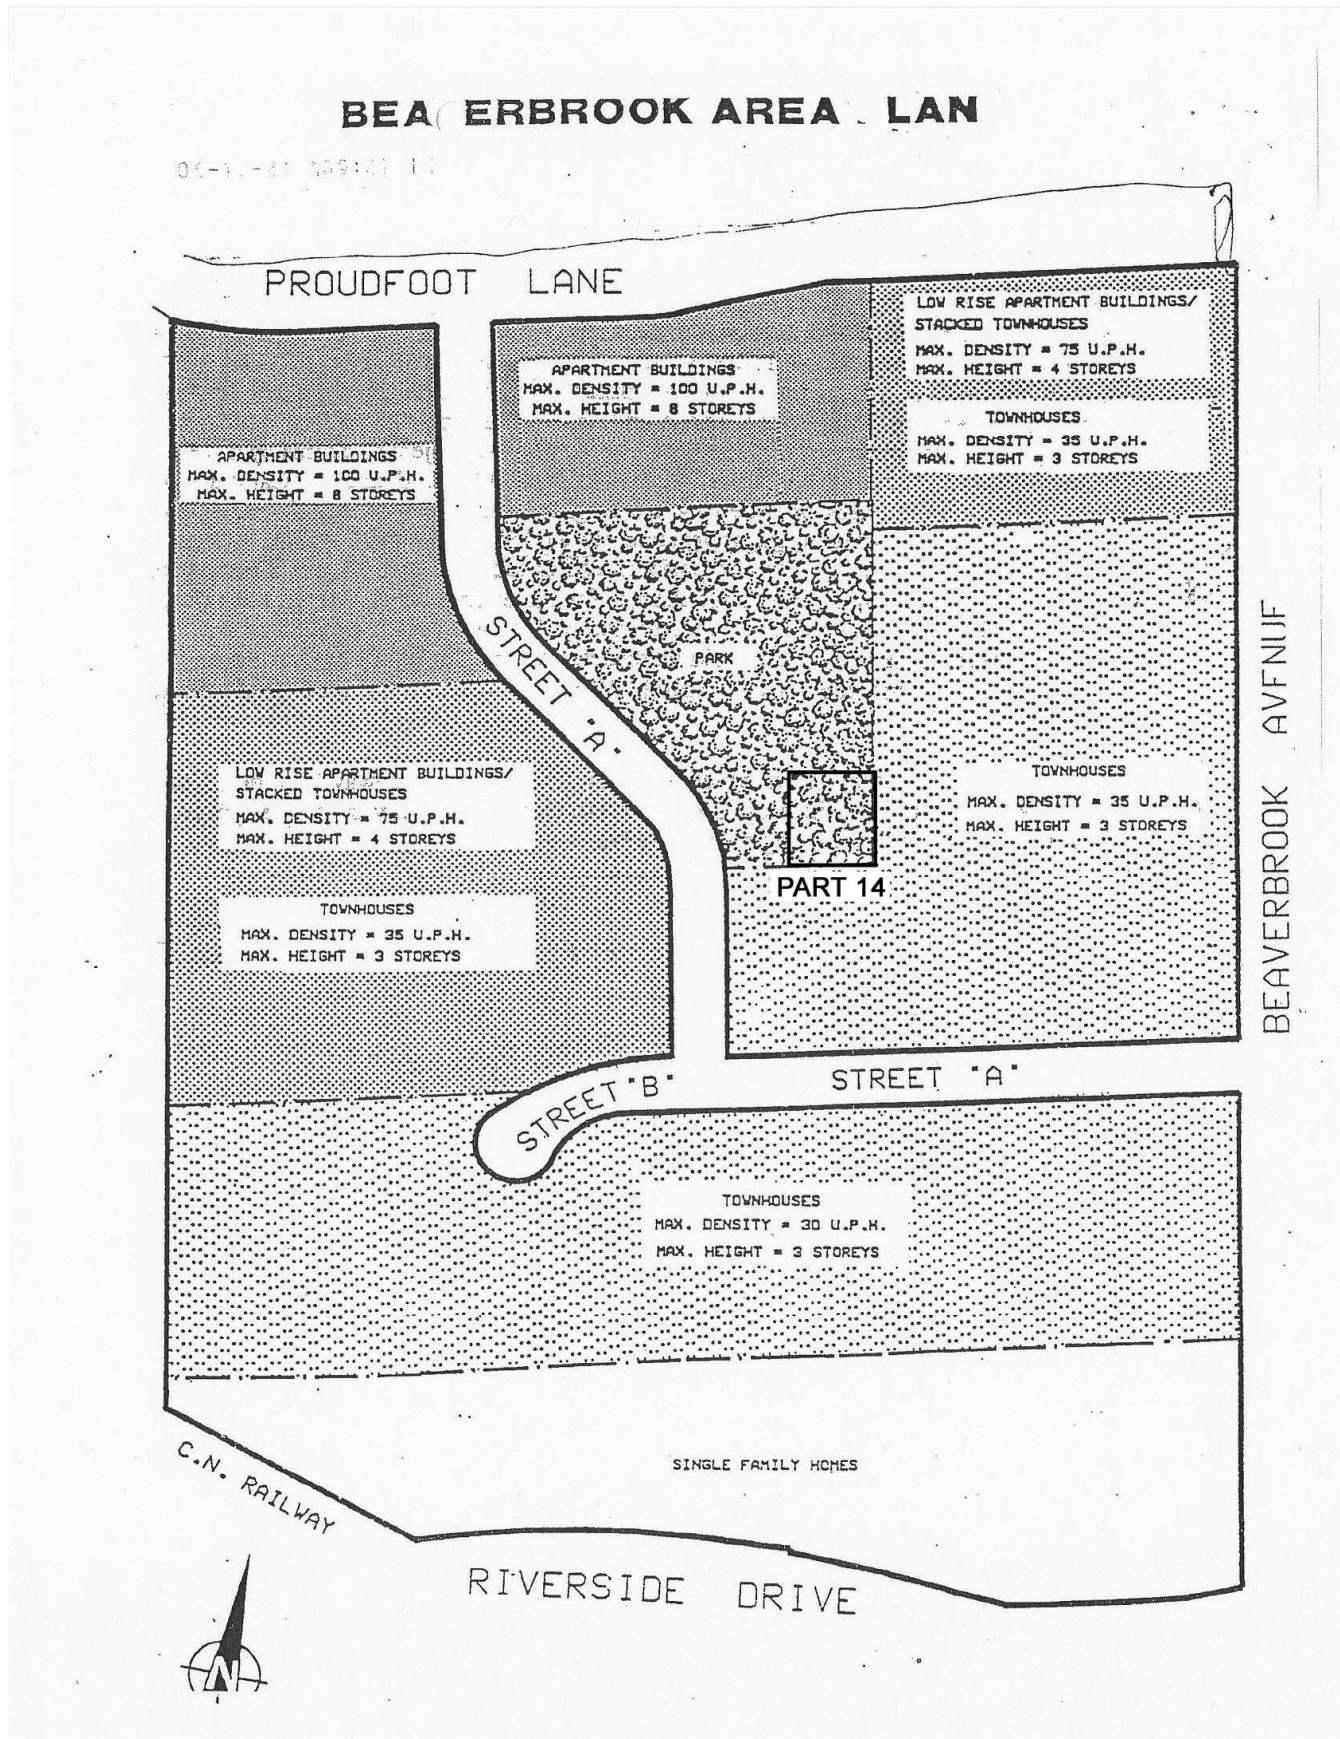 BEA ERBROOK AREA LAN
PROUDFOOT LANE
LOW RISE APARTMENT BUILDINGS/
STACKED TOWNHOUSES
MAX. DENSITY = 75 U.P.H.
MAX. HEIGHT = 4 STOREYS
TOWNHOUSES
MAX. DENSITY = 35 U.P.H.
MAX. HEIGHT = 3 STOREYS
APARTMENT BUILDINGS
MAX. DENSITY = 100 U.P.H.
MAX. HEIGHT = 8 STOREYS
APARTMENT BUILDINGS
MAX. DENSITY = 100 U.P.H.
MAX. HEIGHT = 8 STOREYS
STREET "A"
PARK
LOW RISE APARTMENT BUILDINGS/
STACKED TOWNHOUSES
MAX. DENSITY = 75 U.P.H.
MAX. HEIGHT = 4 STOREYS
TOWNHOUSES
MAX. DENSITY = 35 U.P.H.
MAX. HEIGHT = 3 STOREYS
TOWNHOUSES
MAX. DENSITY = 35 U.P.H.
MAX. HEIGHT = 3 STOREYS
PART 14
BEAVERBROOK AVENUE
STREET "B"
STREET "A"
TOWNHOUSES
MAX. DENSITY = 30 U.P.H.
MAX. HEIGHT = 3 STOREYS
SINGLE FAMILY HOMES
C.N. RAILWAY
RIVERSIDE DRIVE
N